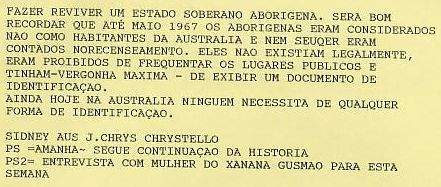 FAZER REVIVER UM ESTADO SOBERANO ABORIGENA. SERA BOM
RECORDAR QUE ATÉ MAIO 1967 OS ABORIGENAS ERAM CONSIDERADOS
NAO COMO HABITANTES DA AUSTRALIA E NEM SEUQER ERAM
CONTADOS NORECENSEAMENTO. ELES NAO EXISTIAM LEGALMENTE,
ERAM PROIBIDOS DE FREQUENTAR OS LUGARES PUBLICOS E
TINHAM-VERGONHA MAXIMA - DE EXIBIR UM DOCUMENTO DE
IDENTIFICAÇAO.
AINDA HOJE NA AUSTRALIA NINGUEM NECESSITA DE QUALQUER
FORMA DE IDENTIFICAÇAO.
SIDNEY AUS J.CHRYS CHRYSTELLO
PS =AMANHA~ SEGUE CONTINUAÇAO DA HISTORIA
PS2= ENTREVISTA COM MULHER DO XANANA GUSMAO PARA ESTA
SEMANA